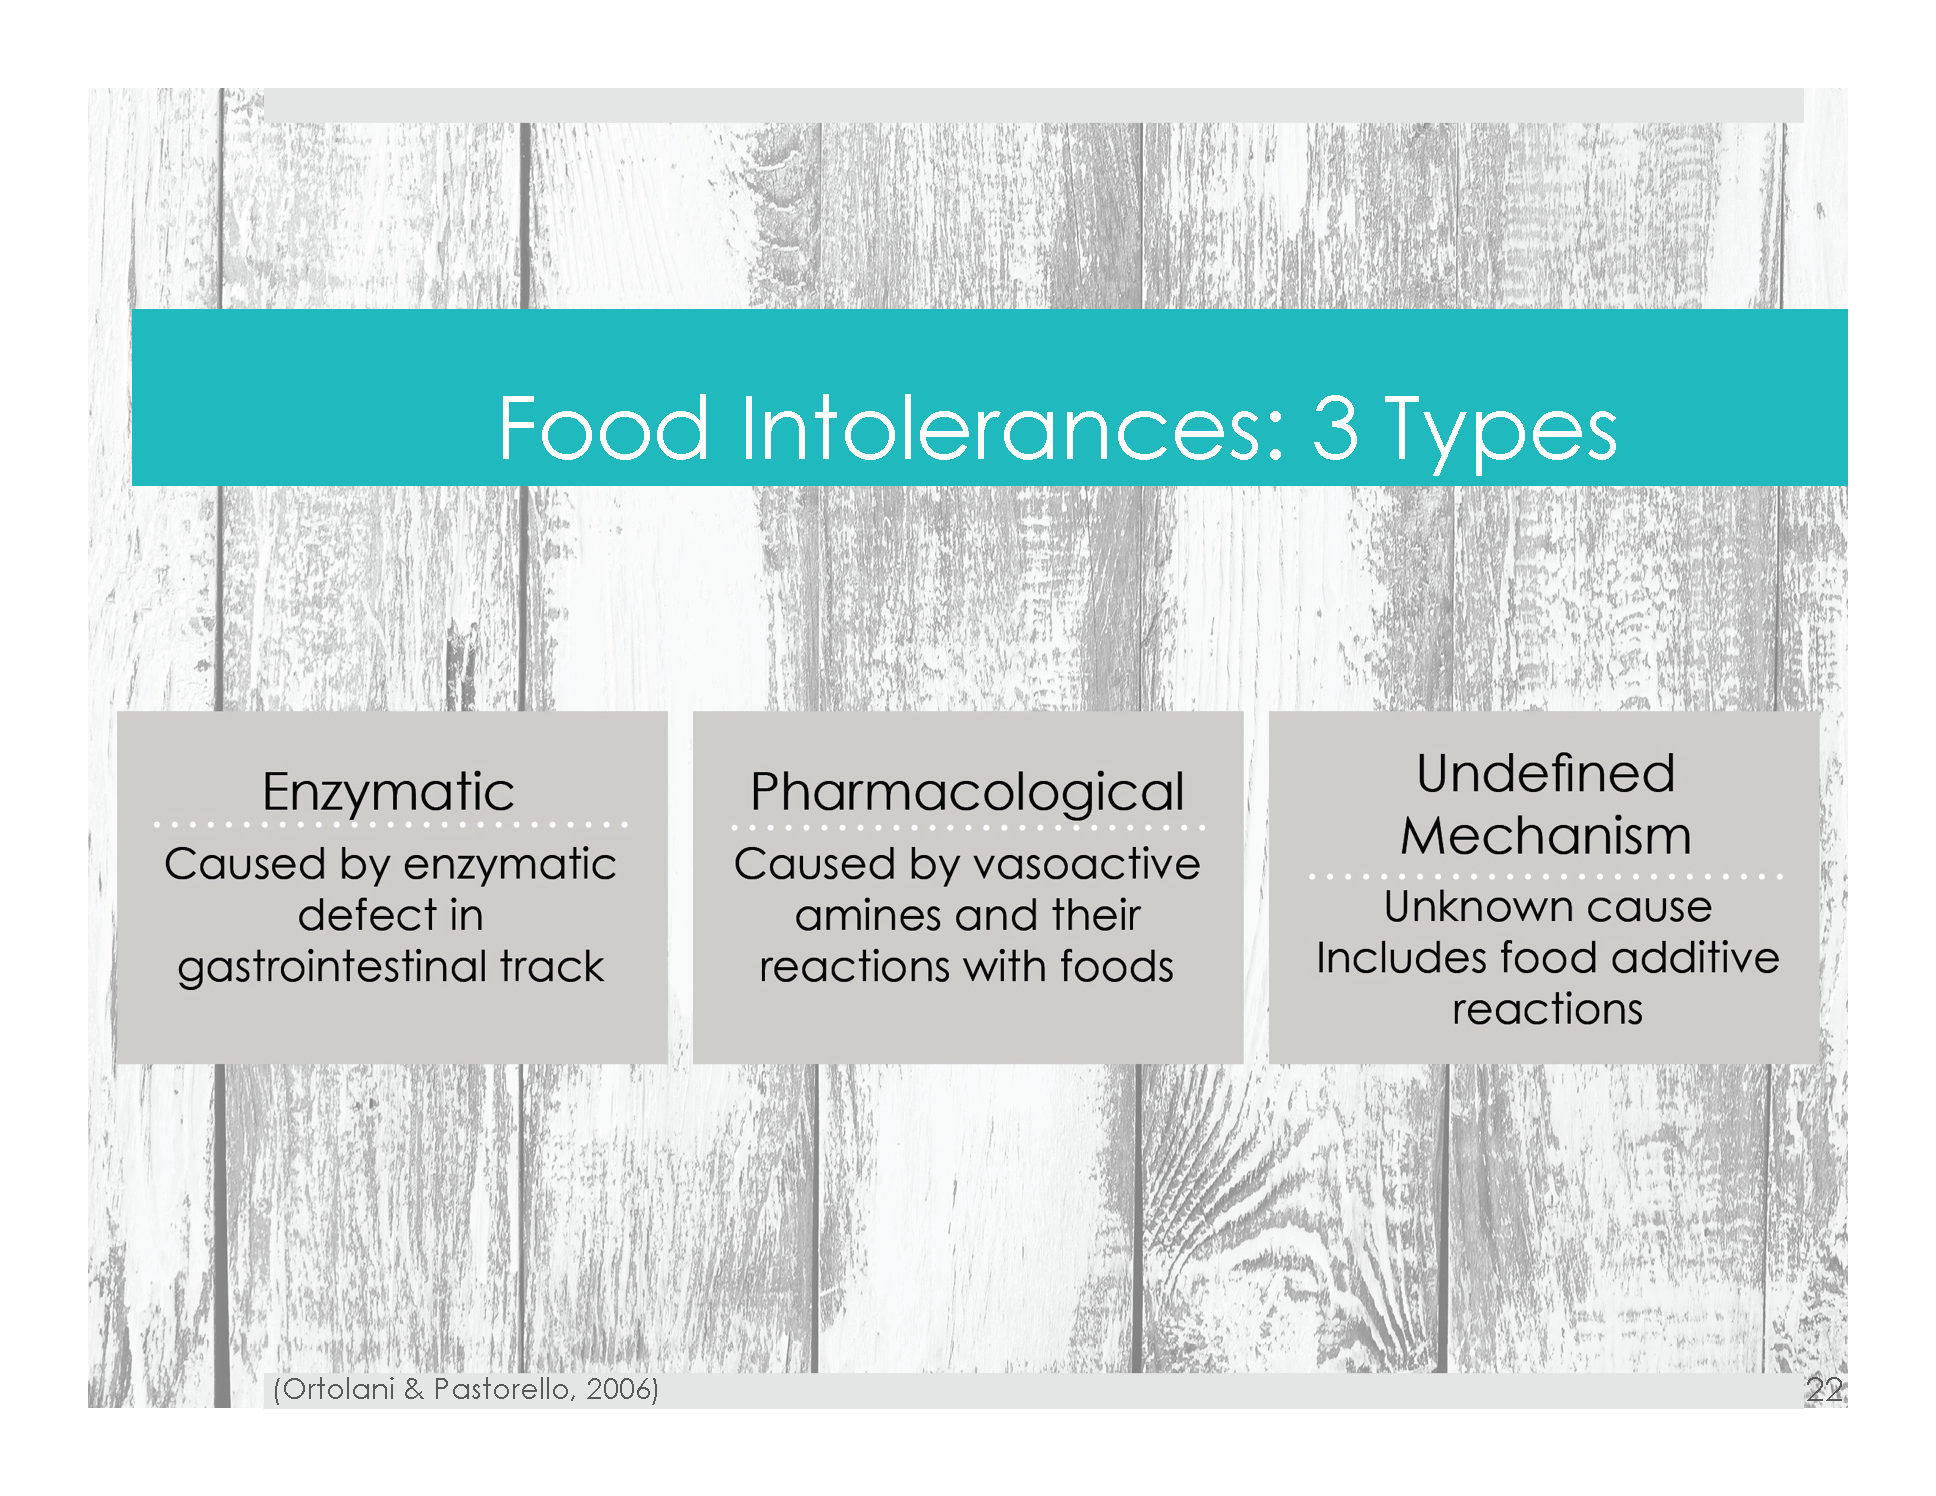 Food Intolerances: 3 Types
Enzymatic
Caused by enzymatic
defect in
gastrointestinal track
Pharmacological
Caused by vasoactive
amines and their
reactions with foods
Undefined
Mechanism
Unknown cause
Includes food additive
reactions
(Ortolani & Pastorello, 2006)
22